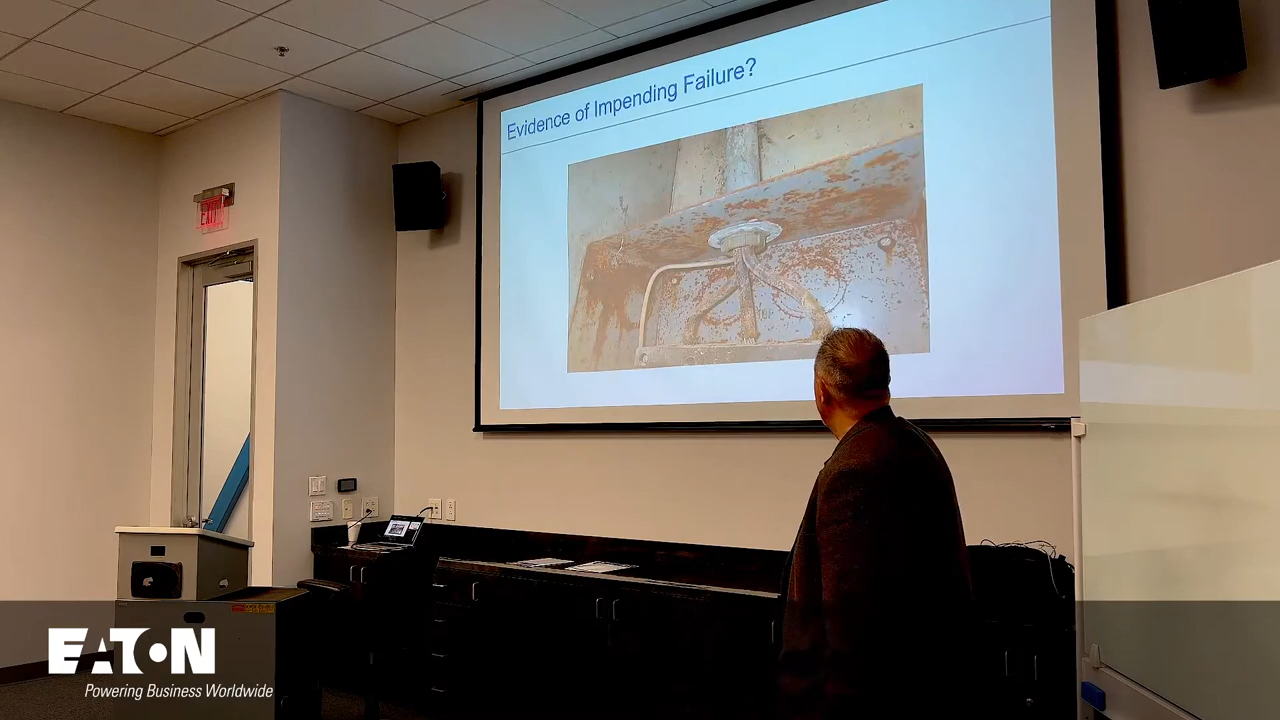 Evidence of Impending Failure?
EXIT
EATON
Powering Business Worldwide